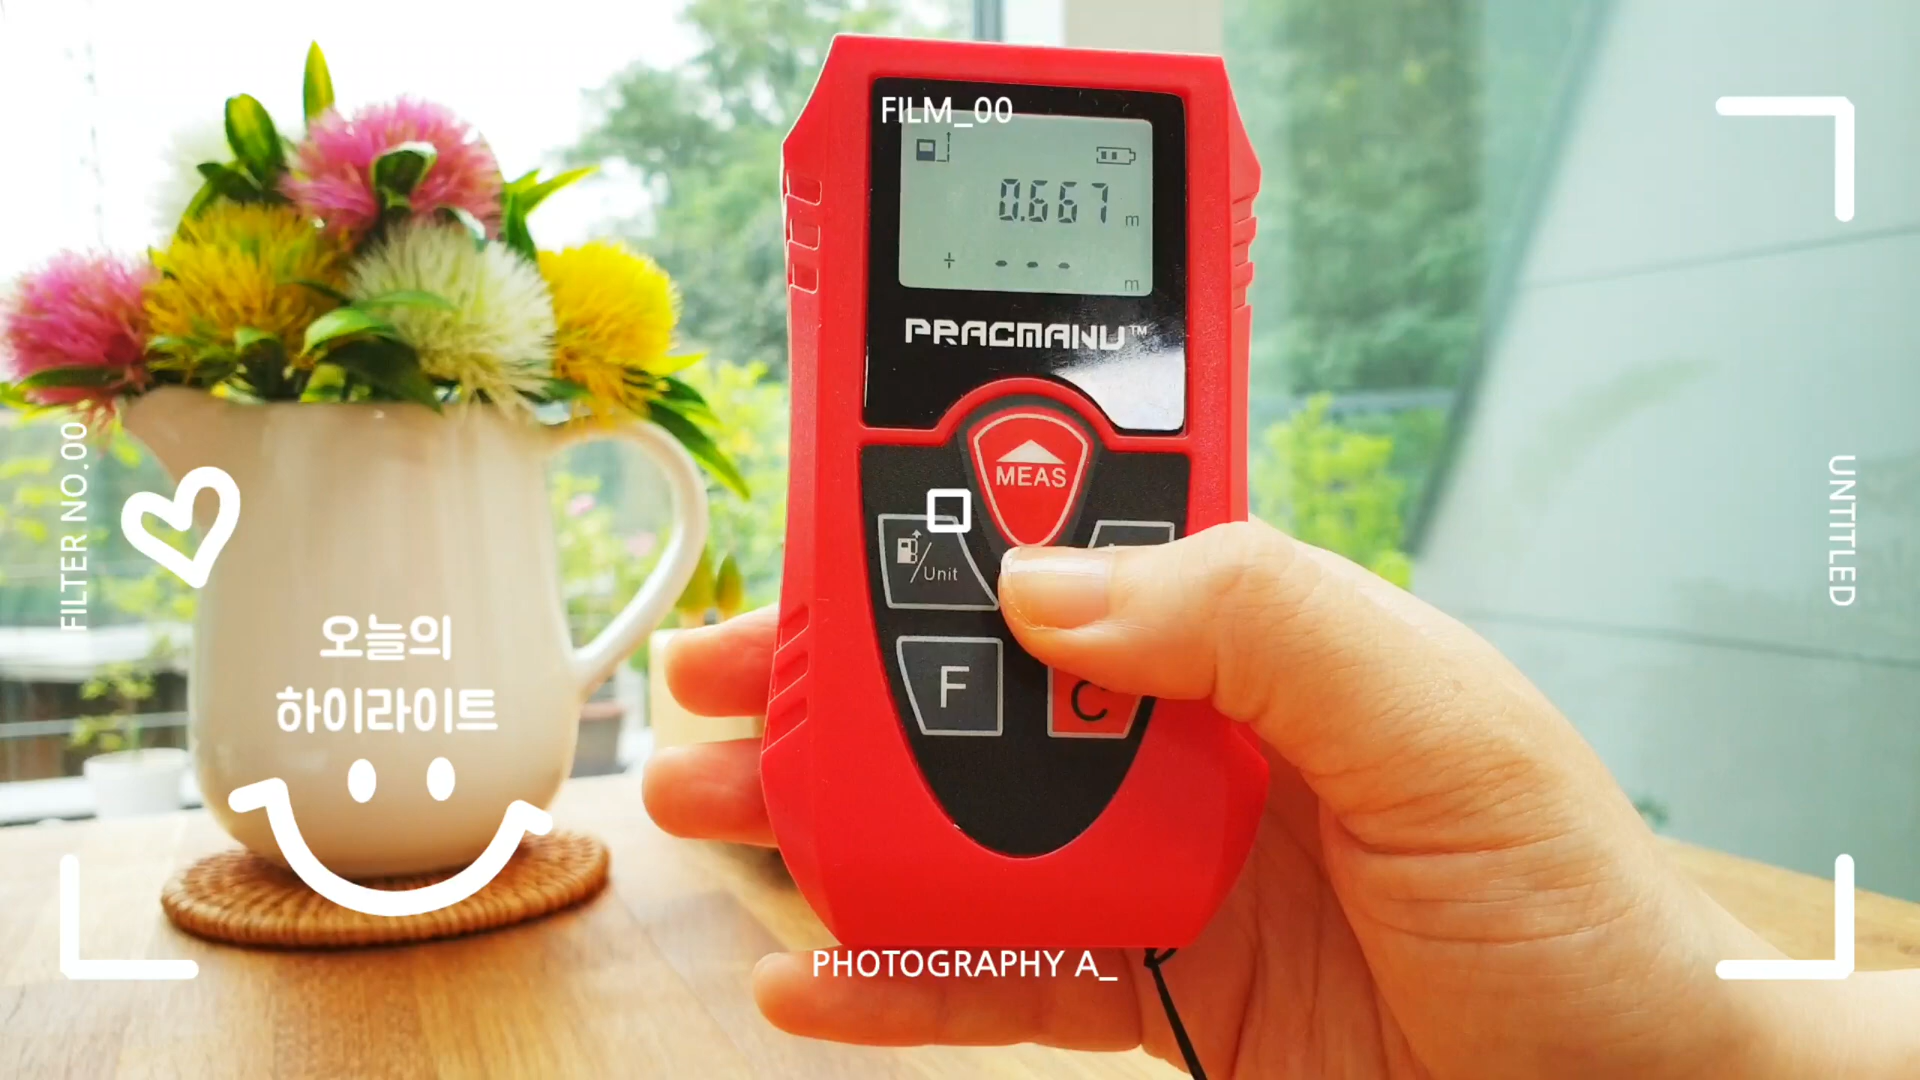 FILM_00
0.667 m
+ - - - m
PRACMANU™
MEAS
Unit
F
C
FILTER NO.00
UNTITLED
오늘의
하이라이트
PHOTOGRAPHY A_